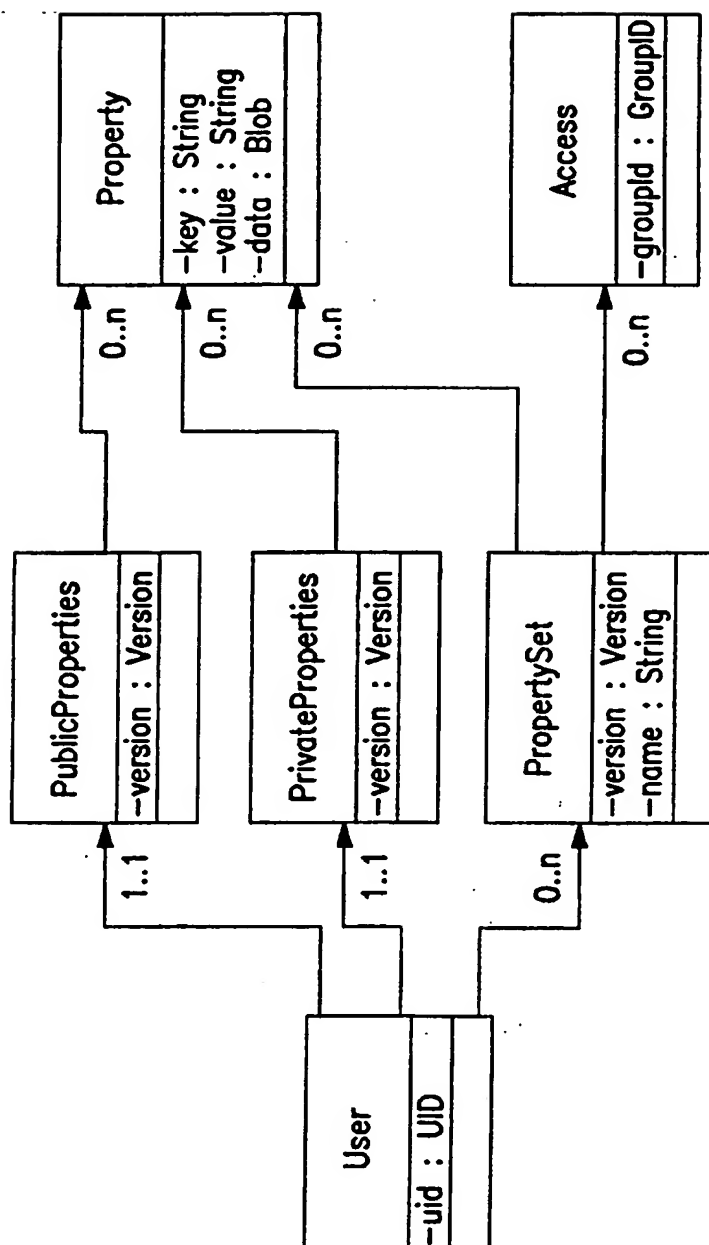 User
-uid : UID
1..1
1..1
0..n
PublicProperties
-version : Version
PrivateProperties
-version : Version
PropertySet
-version : Version
-name : String
0..n
0..n
0..n
0..n
Property
-key : String
-value : String
-data : Blob
Access
-groupId : GroupID